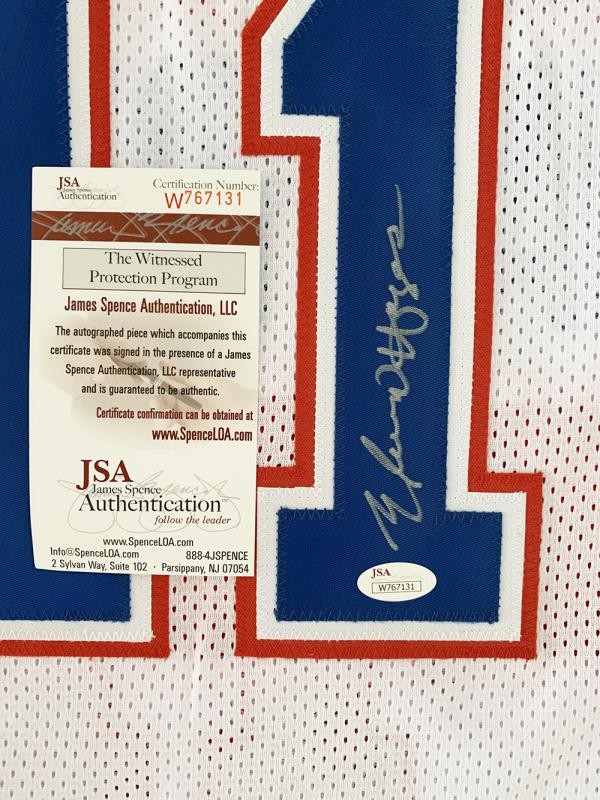 JSA
James Spence
Authentication
Certification Number:
W767131
The Witnessed
Protection Program
James Spence Authentication, LLC
The autographed piece which accompanies this
certificate was signed in the presence of a James
Spence Authentication, LLC representative
and is guaranteed to be authentic.
Certificate confirmation can be obtained at
www.SpenceLOA.com
JSA
James Spence
Authentication
follow the leader
www.SpenceLOA.com
Info@SpenceLOA.com 888-4JSPENCE
2 Sylvan Way, Suite 102 · Parsippany, NJ 07054
1
Elvin Hayes
JSA
W767131